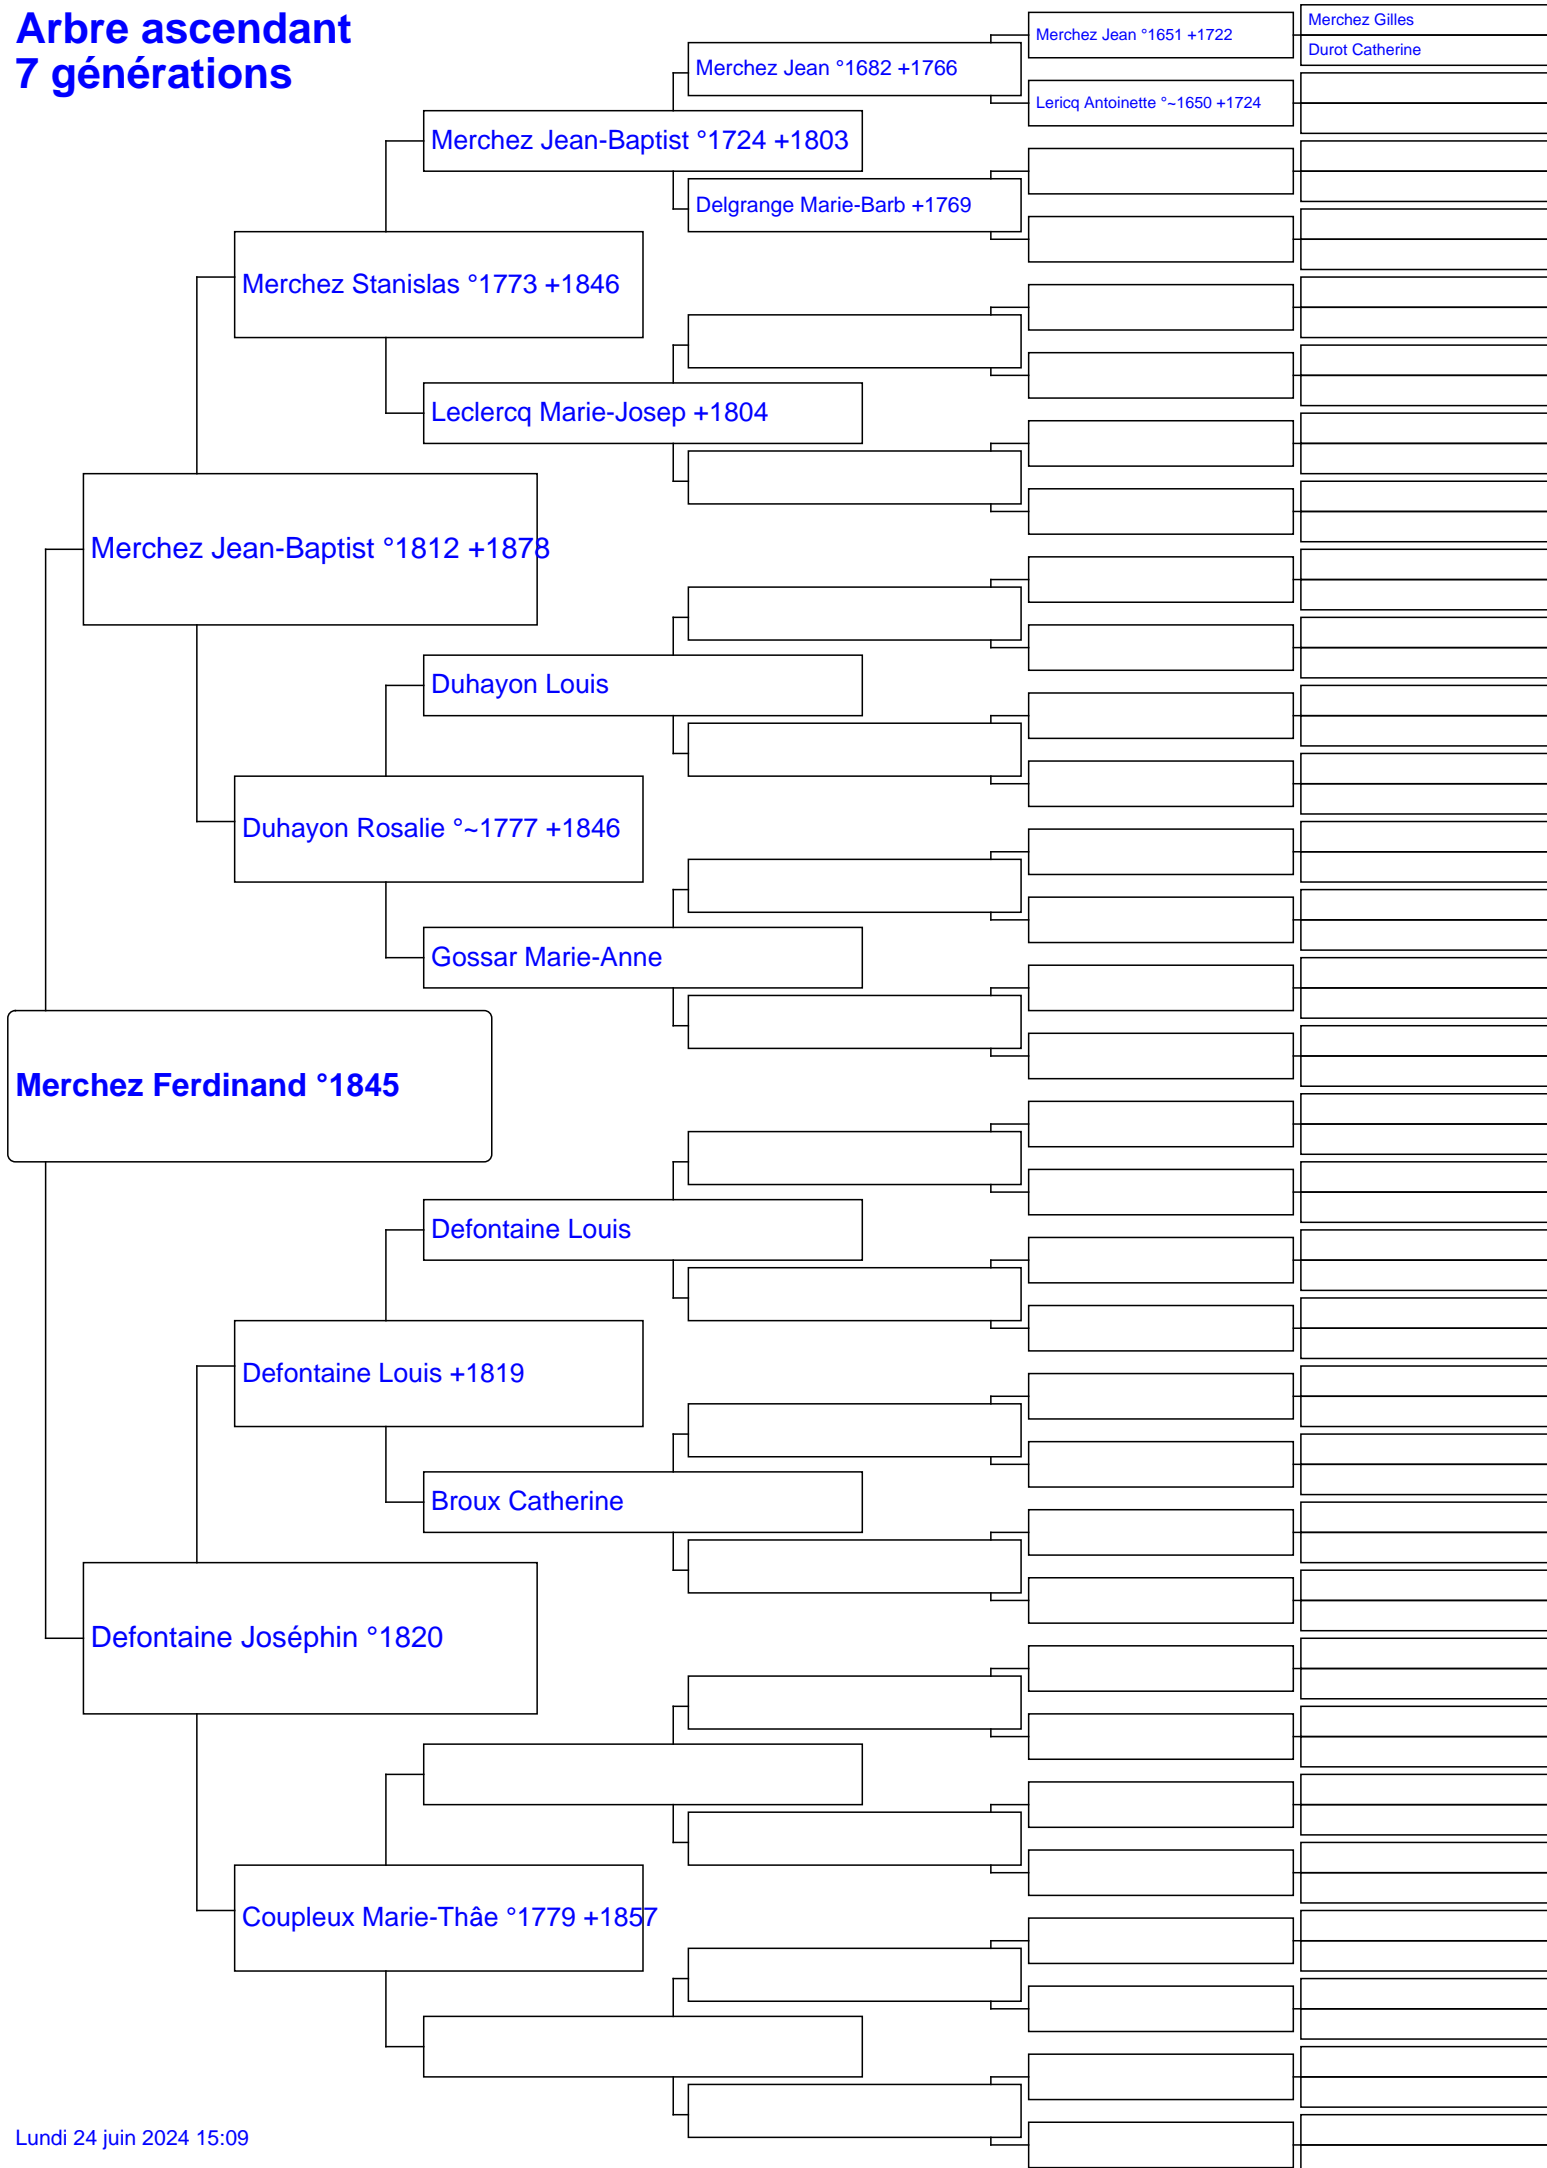 Arbre ascendant
7 générations
Merchez Gilles
Durot Catherine
Merchez Jean °1651 +1722
Merchez Jean °1682 +1766
Lericq Antoinette °~1650 +1724
Merchez Jean-Baptist °1724 +1803
Delgrange Marie-Barb +1769
Merchez Stanislas °1773 +1846
Leclercq Marie-Josep +1804
Merchez Jean-Baptist °1812 +1878
Duhayon Louis
Duhayon Rosalie °~1777 +1846
Gossar Marie-Anne
Merchez Ferdinand °1845
Defontaine Louis
Defontaine Louis +1819
Broux Catherine
Defontaine Joséphin °1820
Coupleux Marie-Thâe °1779 +1857
Lundi 24 juin 2024 15:09